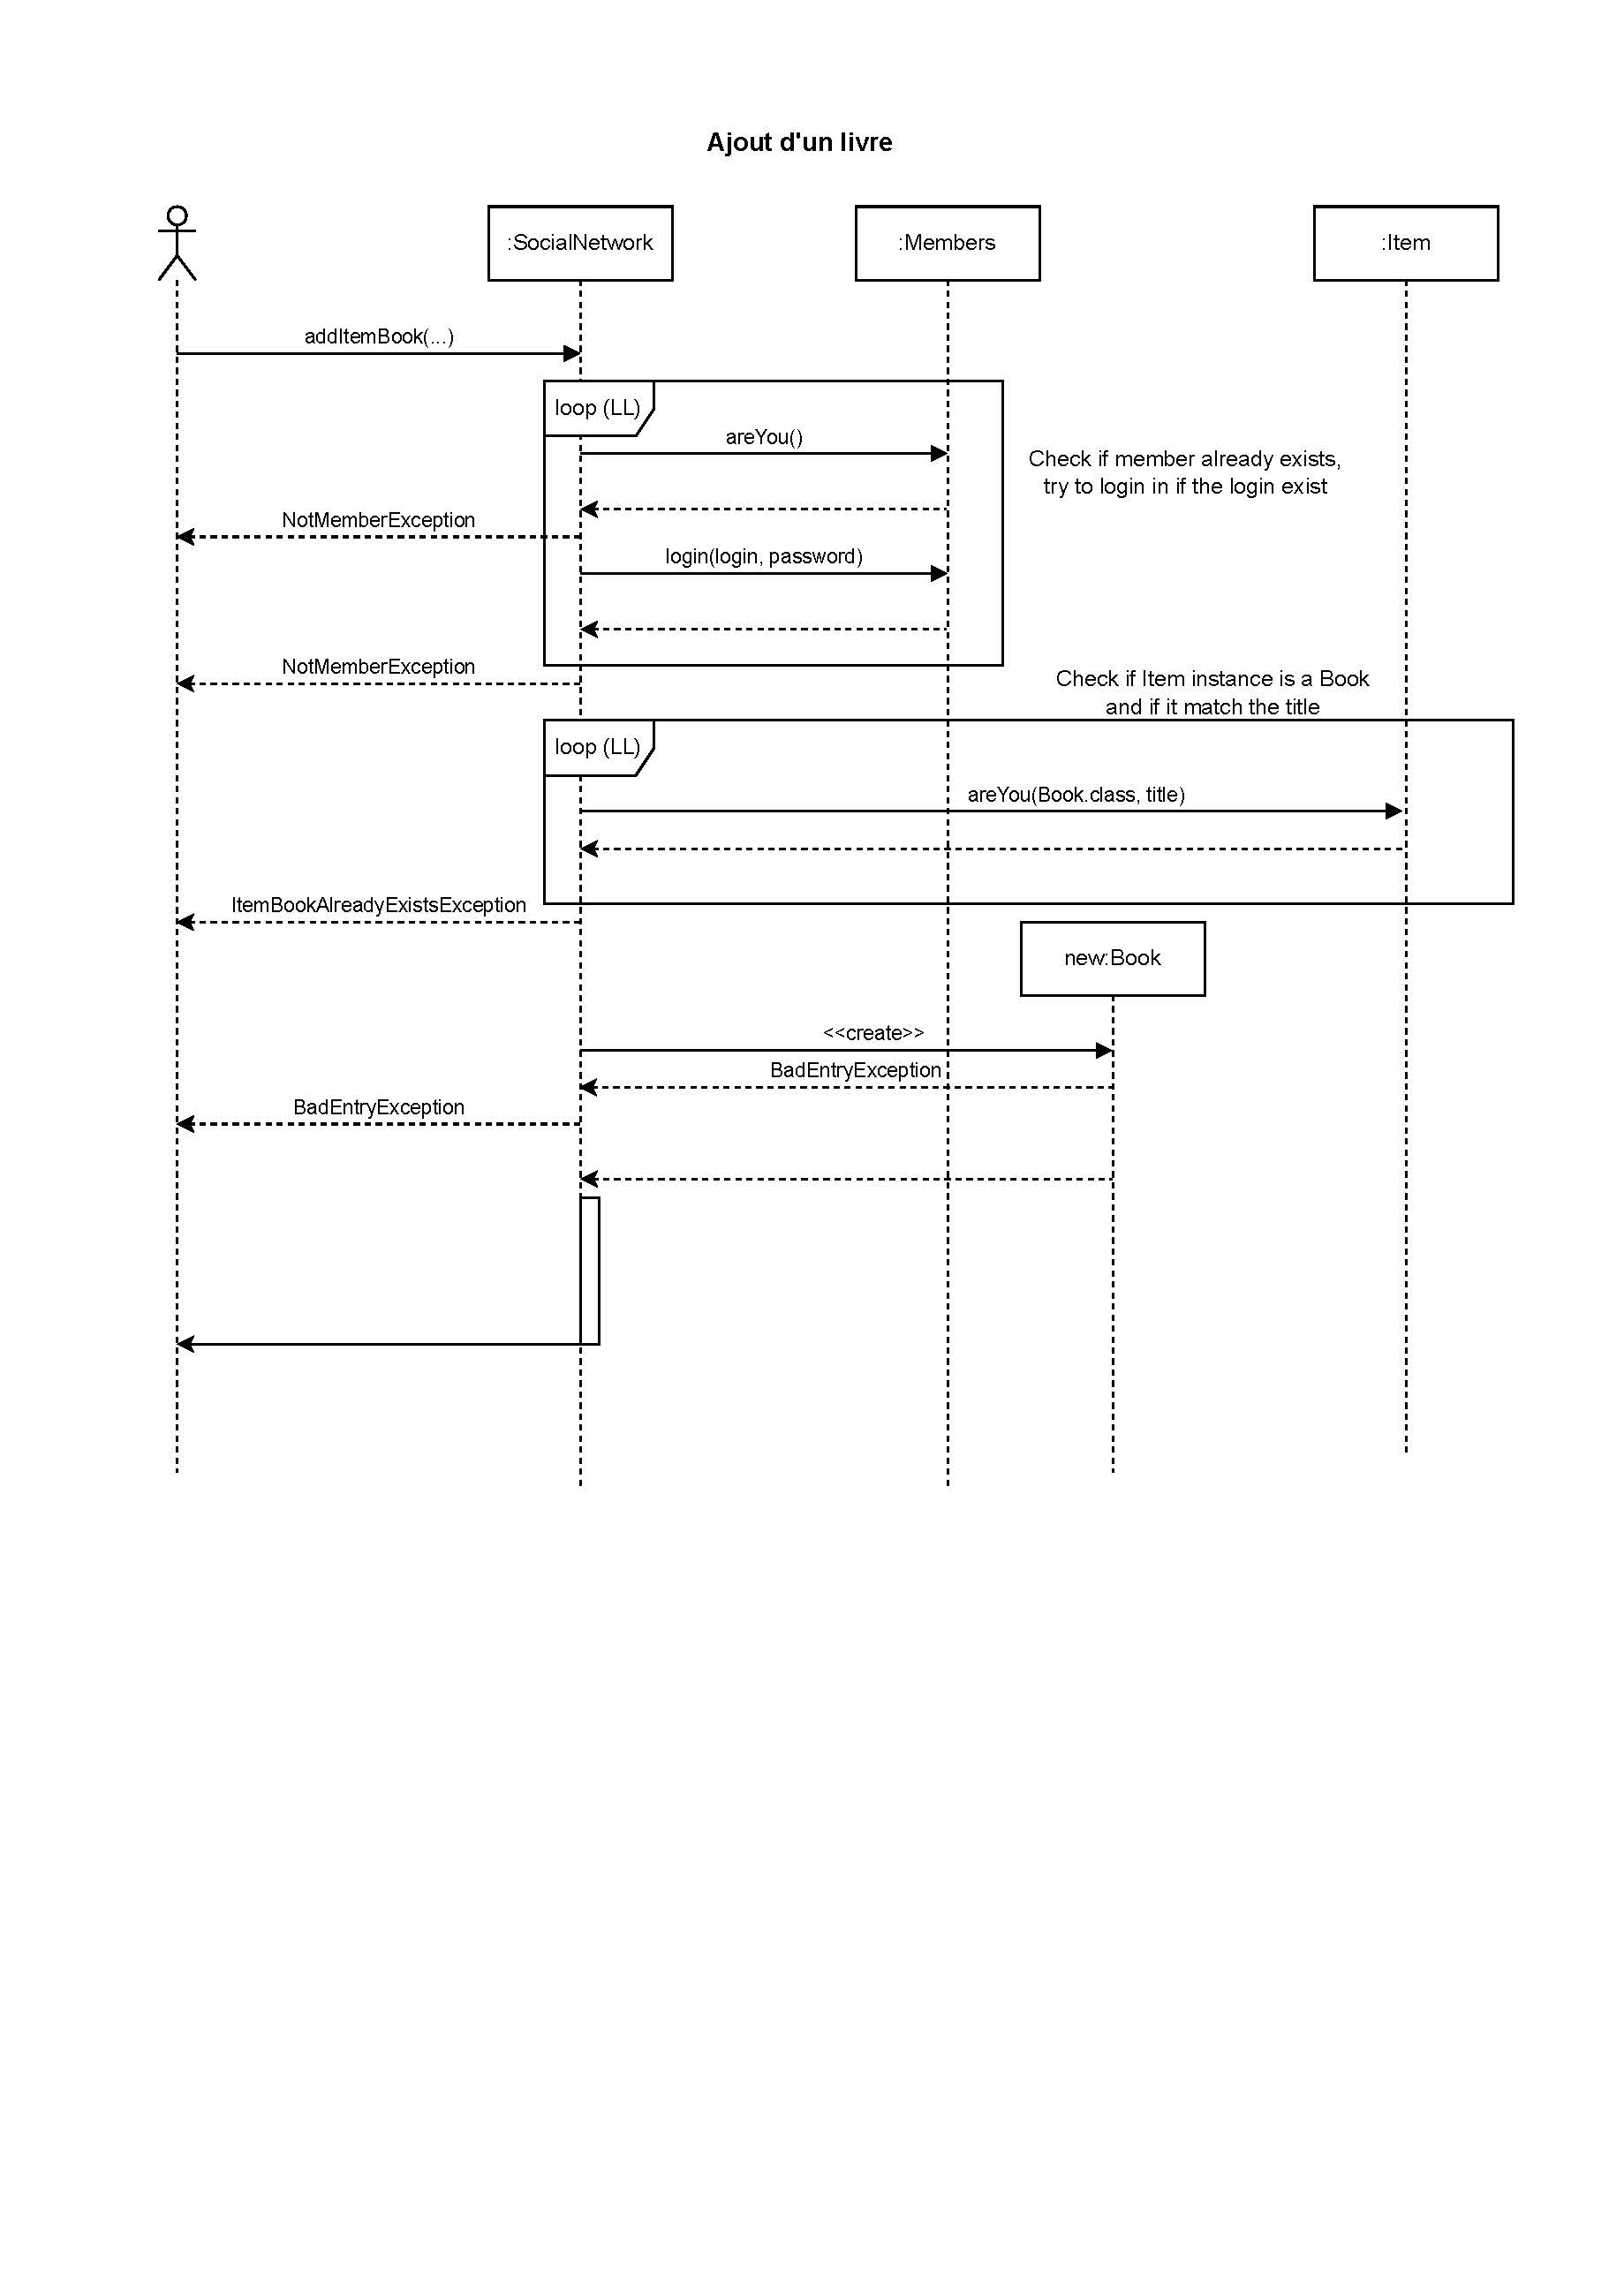 Ajout d'un livre
:SocialNetwork
:Members
:Item
addItemBook(...)
loop (LL)
areYou()
Check if member already exists,
try to login in if the login exist
NotMemberException
login(login, password)
NotMemberException
Check if Item instance is a Book
and if it match the title
loop (LL)
areYou(Book.class, title)
ItemBookAlreadyExistsException
new:Book
<<create>>
BadEntryException
BadEntryException